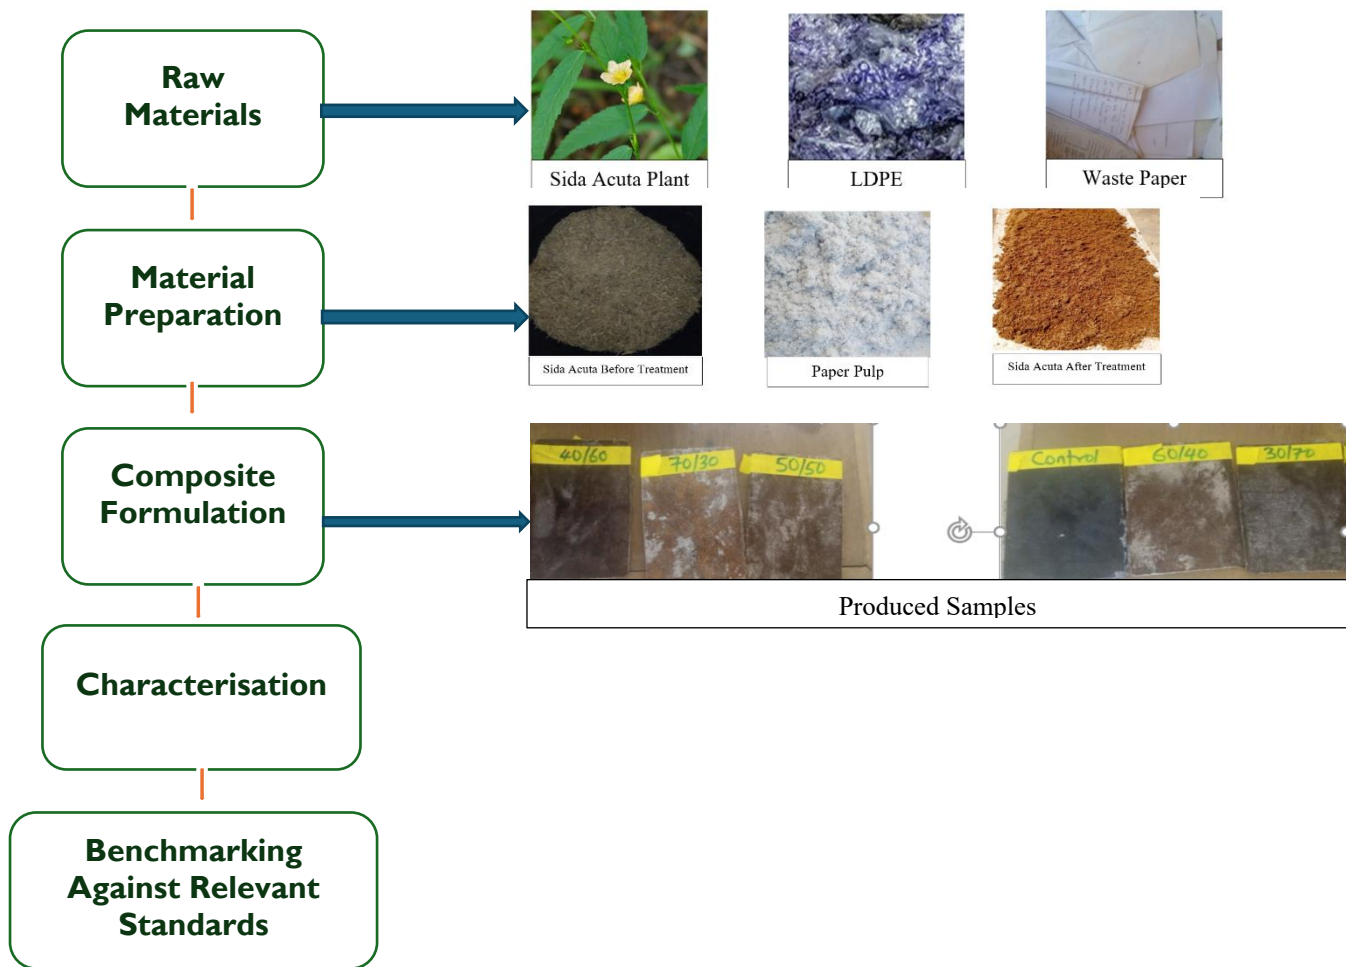 Raw
Materials
Sida Acuta Plant
LDPE
Waste Paper
Material
Preparation
Sida Acuta Before Treatment
Paper Pulp
Sida Acuta After Treatment
Composite
Formulation
40/60
70/30
50/50
Control
60/40
30/70
Produced Samples
Characterisation
Benchmarking
Against Relevant
Standards